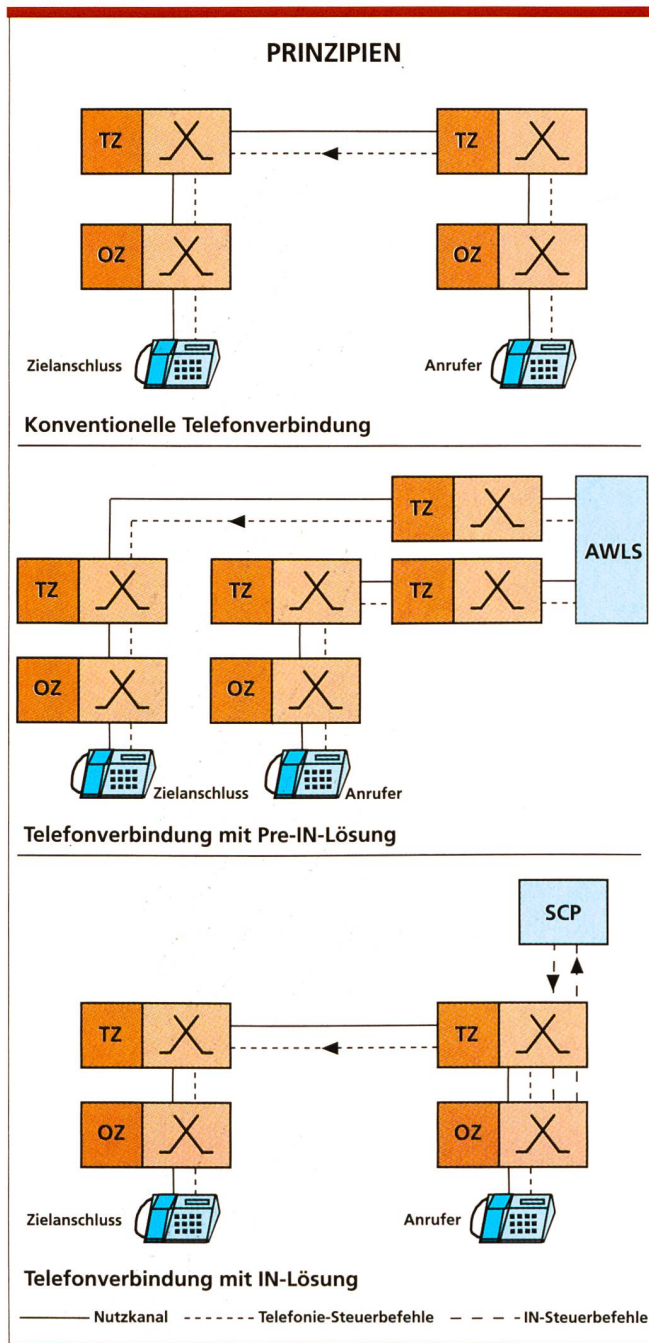 PRINZIPIEN
TZ
TZ
OZ
OZ
Zielanschluss
Anrufer
Konventionelle Telefonverbindung
TZ
AWLS
TZ
TZ
TZ
OZ
OZ
Zielanschluss
Anrufer
Telefonverbindung mit Pre-IN-Lösung
SCP
TZ
TZ
OZ
OZ
Zielanschluss
Anrufer
Telefonverbindung mit IN-Lösung
Nutzkanal
Telefonie-Steuerbefehle
IN-Steuerbefehle